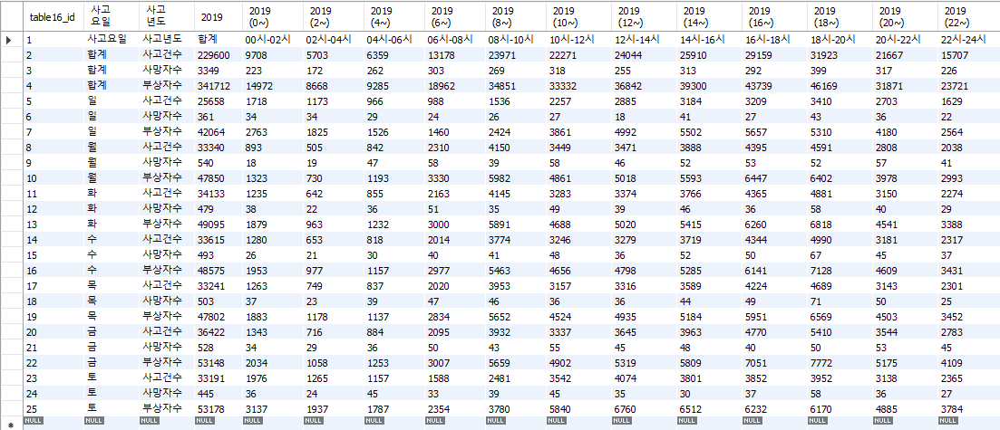 table16_id 사고 요일 사고 년도 2019 2019 (0~) 2019 (2~) 2019 (4~) 2019 (6~) 2019 (8~) 2019 (10~) 2019 (12~) 2019 (14~) 2019 (16~) 2019 (18~) 2019 (20~) 2019 (22~)
1 사고요일 사고년도 합계 00시-02시 02시-04시 04시-06시 06시-08시 08시-10시 10시-12시 12시-14시 14시-16시 16시-18시 18시-20시 20시-22시 22시-24시
2 합계 사고건수 229600 9708 5703 6359 13178 23971 22271 24044 25910 29159 31923 21667 15707
3 합계 사망자수 3349 223 172 262 303 269 318 255 313 292 399 317 226
4 합계 부상자수 341712 14972 8668 9285 18962 34851 33332 36842 39300 43739 46169 31871 23721
5 일 사고건수 25658 1718 1173 966 988 1536 2257 2885 3184 3209 3410 2703 1629
6 일 사망자수 361 34 34 29 24 26 27 18 41 27 43 36 22
7 일 부상자수 42064 2763 1825 1526 1460 2424 3861 4992 5502 5657 5310 4180 2564
8 월 사고건수 33340 893 505 842 2310 4150 3449 3471 3888 4395 4591 2808 2038
9 월 사망자수 540 18 19 47 58 39 58 46 52 53 52 57 41
10 월 부상자수 47850 1323 730 1193 3330 5982 4861 5018 5593 6447 6402 3978 2993
11 화 사고건수 34133 1235 642 855 2163 4145 3283 3374 3766 4365 4881 3150 2274
12 화 사망자수 479 38 22 36 51 35 49 39 46 36 58 40 29
13 화 부상자수 49095 1879 963 1232 3000 5891 4688 5020 5415 6260 6818 4541 3388
14 수 사고건수 33615 1280 653 818 2014 3774 3246 3279 3719 4344 4990 3181 2317
15 수 사망자수 493 26 21 30 40 41 48 36 52 50 67 45 37
16 수 부상자수 48575 1953 977 1157 2977 5463 4656 4798 5285 6141 7128 4609 3431
17 목 사고건수 33241 1263 749 837 2020 3953 3157 3316 3589 4224 4689 3143 2301
18 목 사망자수 503 37 23 39 47 46 36 36 44 49 71 50 25
19 목 부상자수 47802 1883 1178 1137 2834 5652 4524 4935 5184 5951 6569 4503 3452
20 금 사고건수 36422 1343 716 884 2095 3932 3337 3645 3963 4770 5410 3544 2783
21 금 사망자수 528 34 29 36 50 43 55 45 48 40 50 53 45
22 금 부상자수 53148 2034 1058 1253 3007 5659 4902 5319 5809 7051 7772 5175 4109
23 토 사고건수 33191 1976 1265 1157 1588 2481 3542 4074 3801 3852 3952 3138 2365
24 토 사망자수 445 36 24 45 33 39 45 35 30 37 58 36 27
25 토 부상자수 53178 3137 1937 1787 2354 3780 5840 6760 6512 6232 6170 4885 3784
NULL NULL NULL NULL NULL NULL NULL NULL NULL NULL NULL NULL NULL NULL NULL NULL